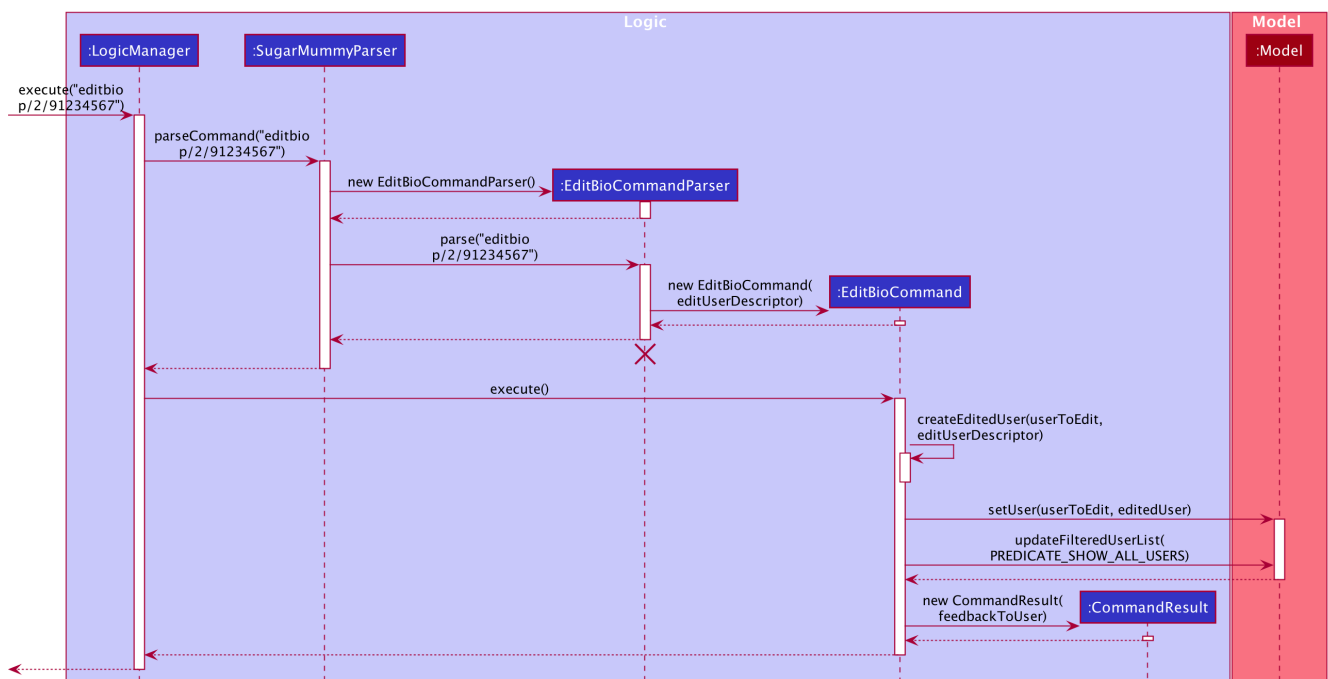 Logic
Model
:LogicManager
:SugarMummyParser
:Model
execute("editbio
p/2/91234567")
parseCommand("editbio
p/2/91234567")
new EditBioCommandParser()
:EditBioCommandParser
parse("editbio
p/2/91234567")
new EditBioCommand(
editUserDescriptor)
:EditBioCommand
execute()
createEditedUser(userToEdit,
editUserDescriptor)
setUser(userToEdit, editedUser)
updateFilteredUserList(
PREDICATE_SHOW_ALL_USERS)
new CommandResult(
feedbackToUser)
:CommandResult